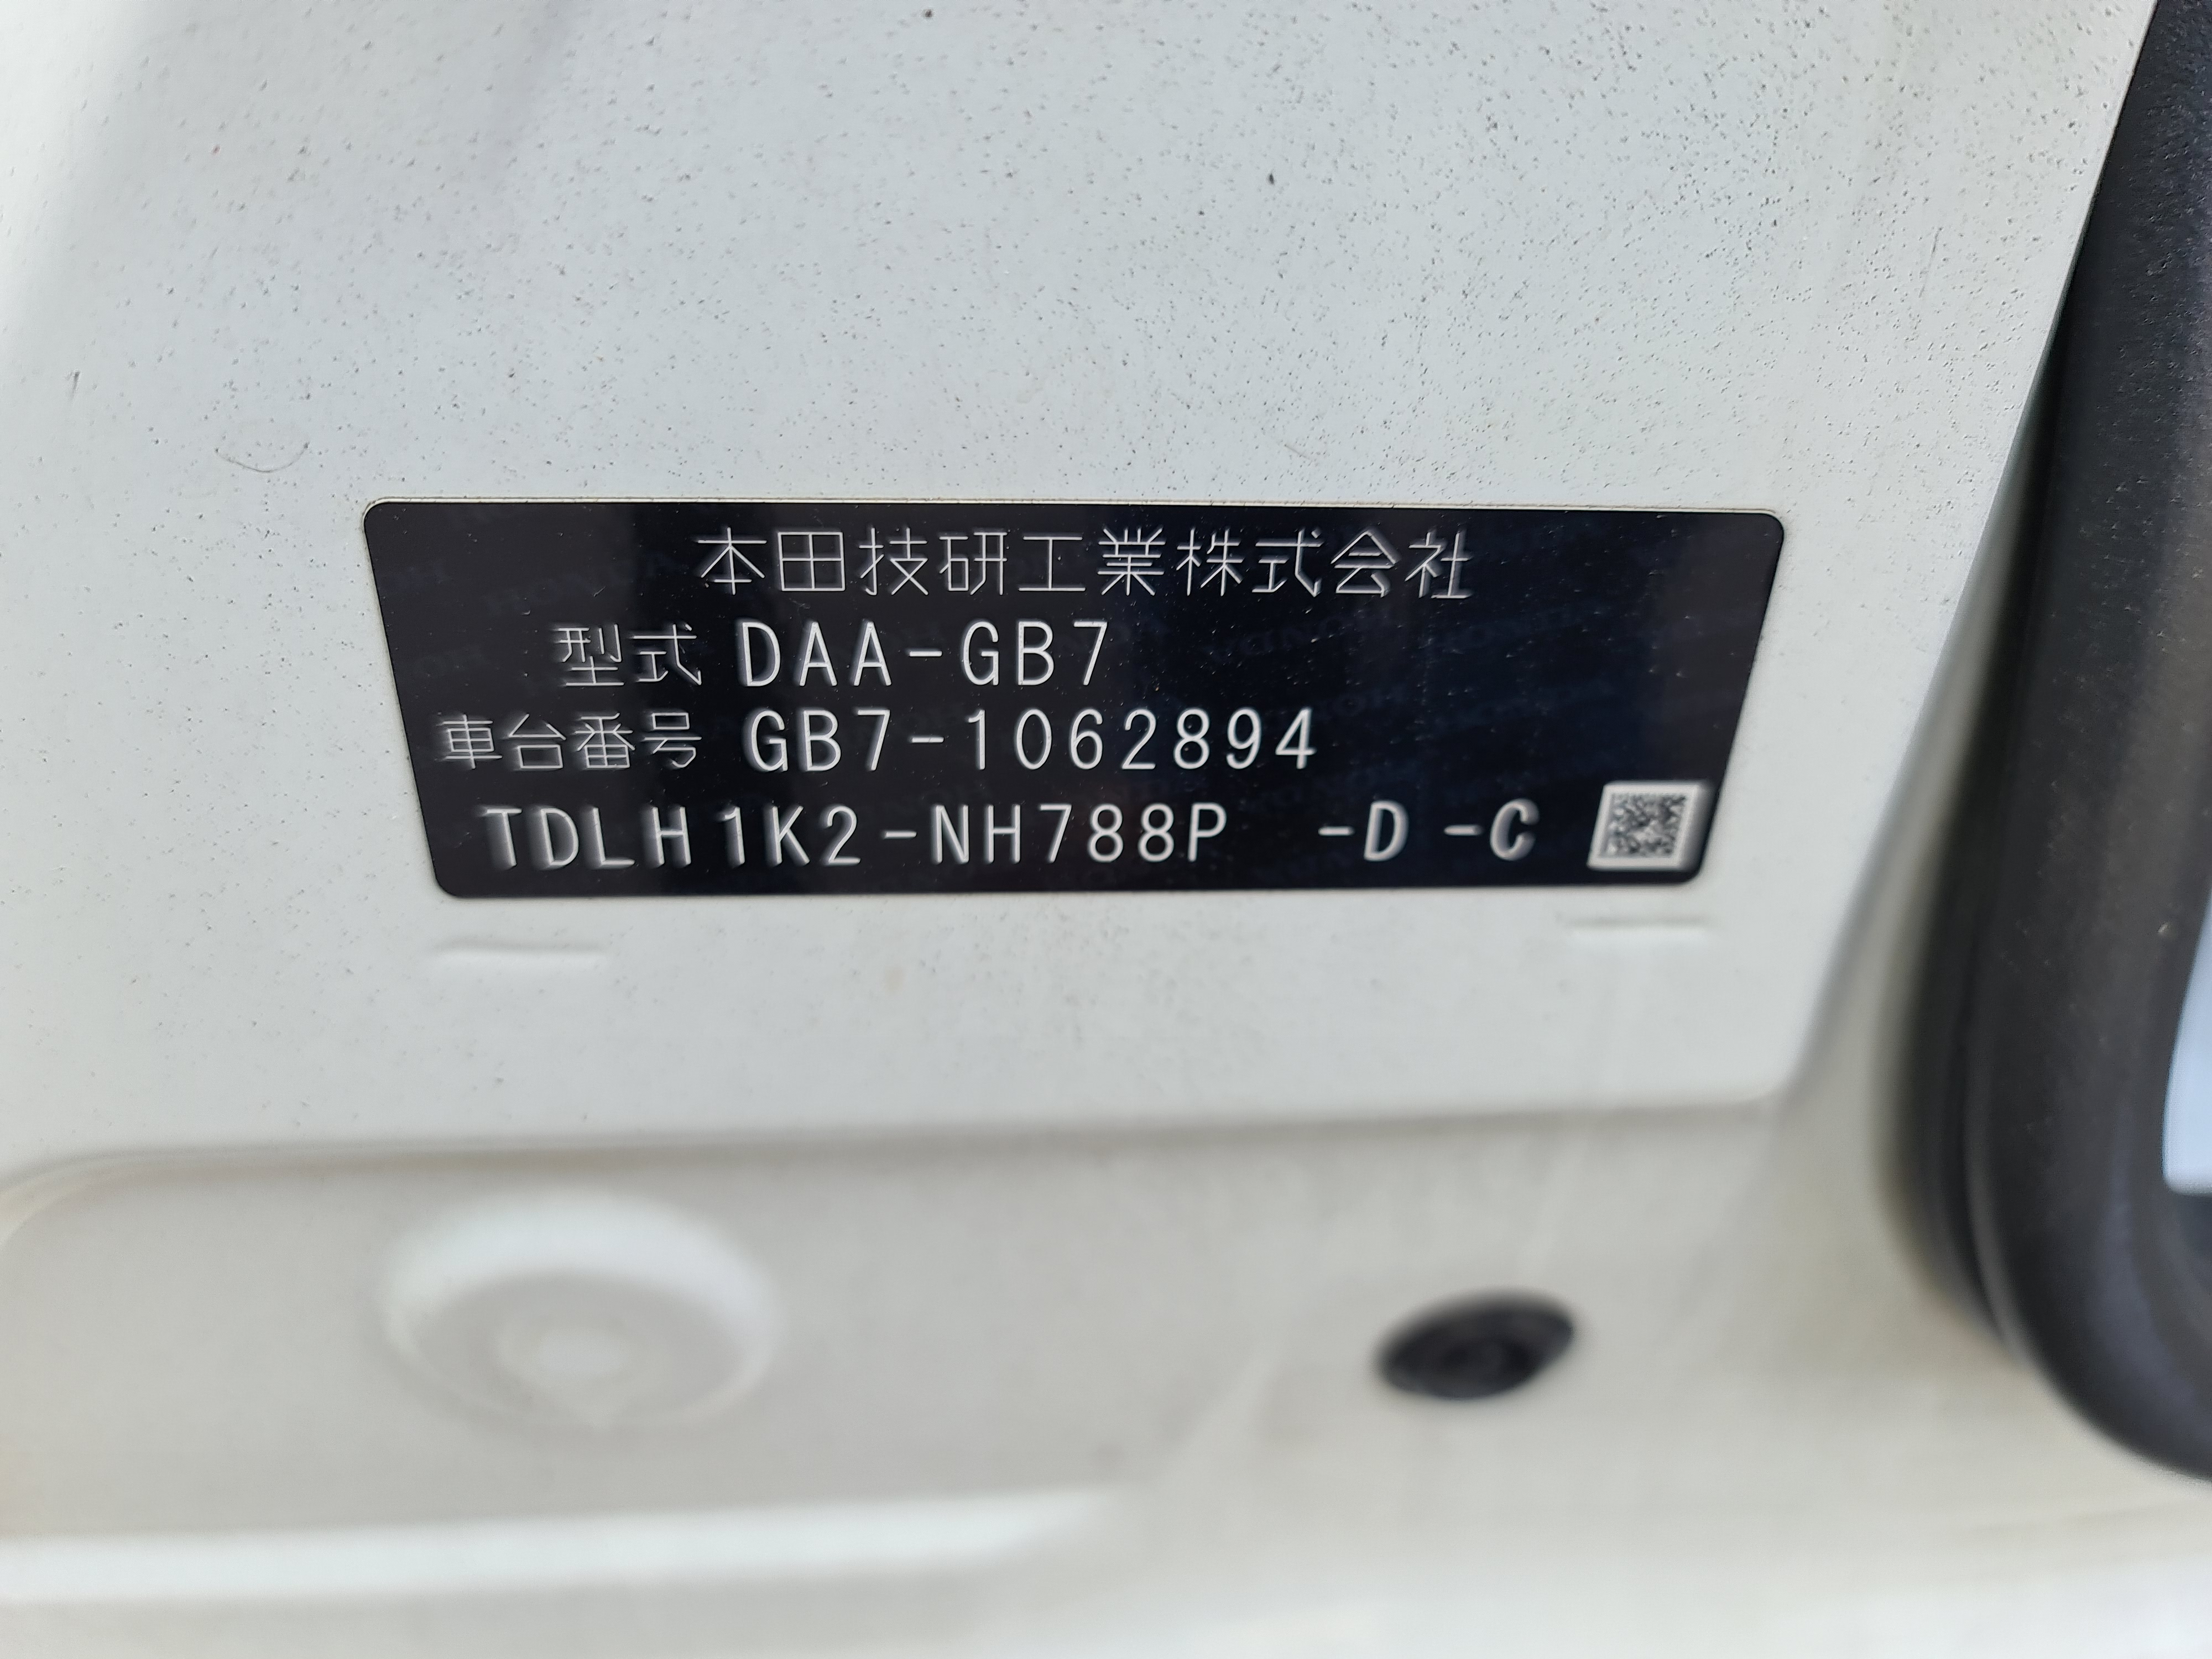 本田技研工業株式会社
型式 DAA-GB7
車台番号 GB7-1062894
TDLH1K2-NH788P -D -C